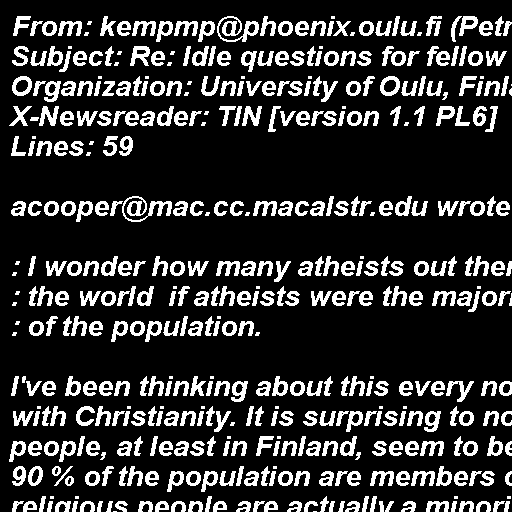 From: kempmp@phoenix.oulu.fi (Petr
Subject: Re: Idle questions for fellow
Organization: University of Oulu, Finl
X-Newsreader: TIN [version 1.1 PL6]
Lines: 59

acooper@mac.cc.macalstr.edu wrote

: I wonder how many atheists out ther
: the world  if atheists were the major
: of the population.

I've been thinking about this every no
with Christianity. It is surprising to no
people, at least in Finland, seem to be
90 % of the population are members o
religious people are actually a minori